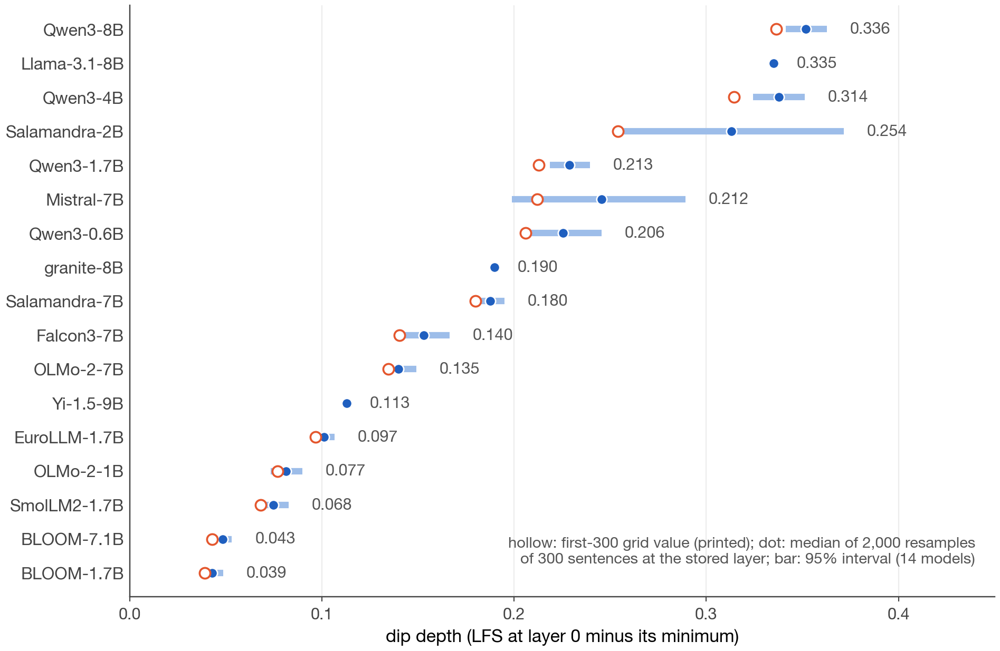 Qwen3-8B 0.336
Llama-3.1-8B 0.335
Qwen3-4B 0.314
Salamandra-2B 0.254
Qwen3-1.7B 0.213
Mistral-7B 0.212
Qwen3-0.6B 0.206
granite-8B 0.190
Salamandra-7B 0.180
Falcon3-7B 0.140
OLMo-2-7B 0.135
Yi-1.5-9B 0.113
EuroLLM-1.7B 0.097
OLMo-2-1B 0.077
SmolLM2-1.7B 0.068
BLOOM-7.1B 0.043
hollow: first-300 grid value (printed); dot: median of 2,000 resamples
of 300 sentences at the stored layer; bar: 95% interval (14 models)
BLOOM-1.7B 0.039
0.0 0.1 0.2 0.3 0.4
dip depth (LFS at layer 0 minus its minimum)